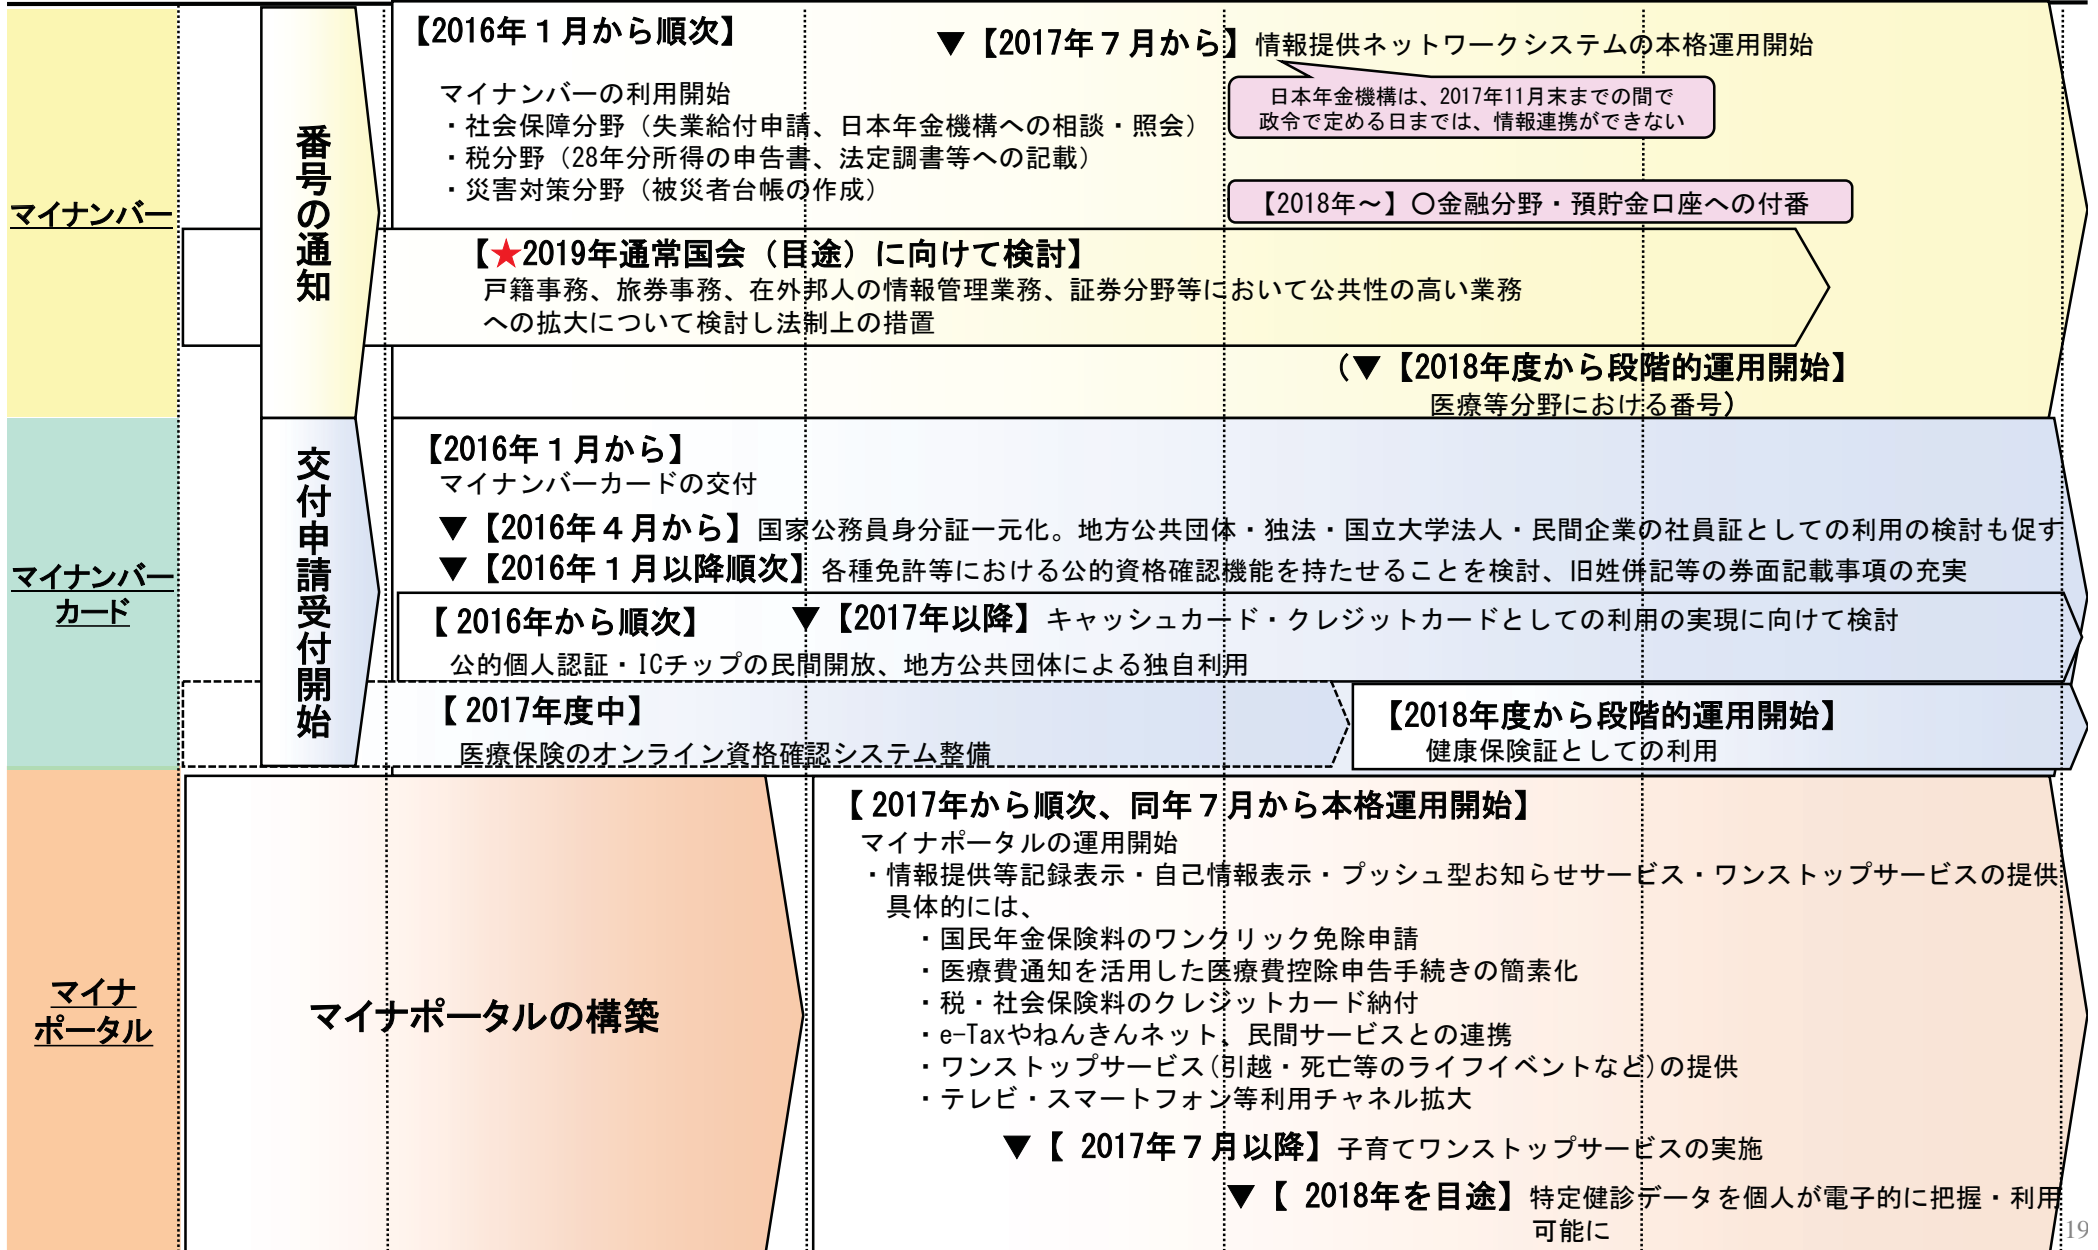 マイナンバー
番号の通知
【2016年１月から順次】
▼【2017年７月から】情報提供ネットワークシステムの本格運用開始
マイナンバーの利用開始
・社会保障分野（失業給付申請、日本年金機構への相談・照会）
・税分野（28年分所得の申告書、法定調書等への記載）
・災害対策分野（被災者台帳の作成）
日本年金機構は、2017年11月末までの間で
政令で定める日までは、情報連携ができない
【2018年～】〇金融分野・預貯金口座への付番
【★2019年通常国会（目途）に向けて検討】
戸籍事務、旅券事務、在外邦人の情報管理業務、証券分野等において公共性の高い業務
への拡大について検討し法制上の措置
（▼【2018年度から段階的運用開始】
医療等分野における番号）
マイナンバー
カード
交付申請受付開始
【2016年１月から】
マイナンバーカードの交付
▼【2016年４月から】国家公務員身分証一元化。地方公共団体・独法・国立大学法人・民間企業の社員証としての利用の検討も促す
▼【2016年１月以降順次】各種免許等における公的資格確認機能を持たせることを検討、旧姓併記等の券面記載事項の充実
【 2016年から順次】
▼【2017年以降】キャッシュカード・クレジットカードとしての利用の実現に向けて検討
公的個人認証・ICチップの民間開放、地方公共団体による独自利用
【 2017年度中】
医療保険のオンライン資格確認システム整備
【2018年度から段階的運用開始】
健康保険証としての利用
マイナ
ポータル
マイナポータルの構築
【 2017年から順次、同年７月から本格運用開始】
マイナポータルの運用開始
・情報提供等記録表示・自己情報表示・プッシュ型お知らせサービス・ワンストップサービスの提供
具体的には、
・国民年金保険料のワンクリック免除申請
・医療費通知を活用した医療費控除申告手続きの簡素化
・税・社会保険料のクレジットカード納付
・e-Taxやねんきんネット、民間サービスとの連携
・ワンストップサービス(引越・死亡等のライフイベントなど)の提供
・テレビ・スマートフォン等利用チャネル拡大
▼【 2017年７月以降】子育てワンストップサービスの実施
▼【 2018年を目途】特定健診データを個人が電子的に把握・利用
可能に
19